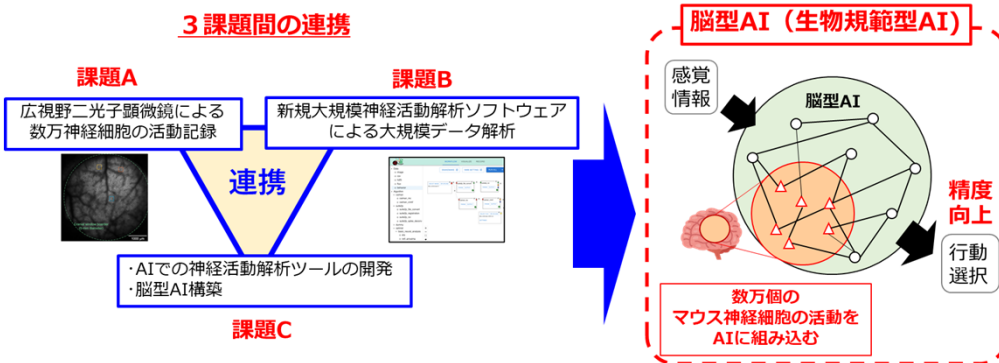 ３課題間の連携
課題A
広視野二光子顕微鏡による
数万神経細胞の活動記録
課題B
新規大規模神経活動解析ソフトウェア
による大規模データ解析
連携
・AIでの神経活動解析ツールの開発
・脳型AI構築
課題C
脳型AI（生物規範型AI)
感覚
情報
脳型AI
精度
向上
行動
選択
数万個の
マウス神経細胞の活動を
AIに組み込む